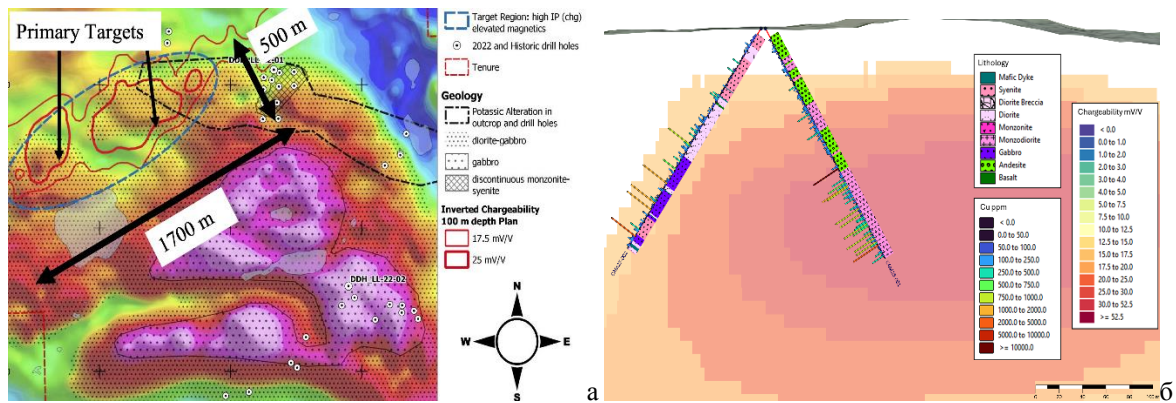 Primary Targets
500 m
1700 m
DDH_LL-22-02
Target Region: high IP (chg)
elevated magnetics
2022 and Historic drill holes
Tenure
Geology
Potassic Alteration in
outcrop and drill holes
diorite-gabbro
gabbro
discontinuous monzonite-
syenite
Inverted Chargeability
100 m depth Plan
17.5 mV/V
25 mV/V
N
W
E
S
а
Lithology
Mafic Dyke
Syenite
Diorite Breccia
Diorite
Monzonite
Monzodiorite
Gabbro
Andesite
Basalt
Cu ppm
< 0.0
0.0 to 50.0
50.0 to 100.0
100.0 to 250.0
250.0 to 500.0
500.0 to 750.0
750.0 to 1000.0
1000.0 to 2000.0
2000.0 to 5000.0
5000.0 to 10000.0
>= 10000.0
Chargeability mV/V
< 0.0
0.0 to 1.0
1.0 to 2.0
2.0 to 3.0
3.0 to 4.0
4.0 to 5.0
5.0 to 7.5
7.5 to 10.0
10.0 to 12.5
12.5 to 15.0
15.0 to 17.5
17.5 to 20.0
20.0 to 25.0
25.0 to 30.0
30.0 to 52.5
>= 52.5
0 20 40 60 80 100
б